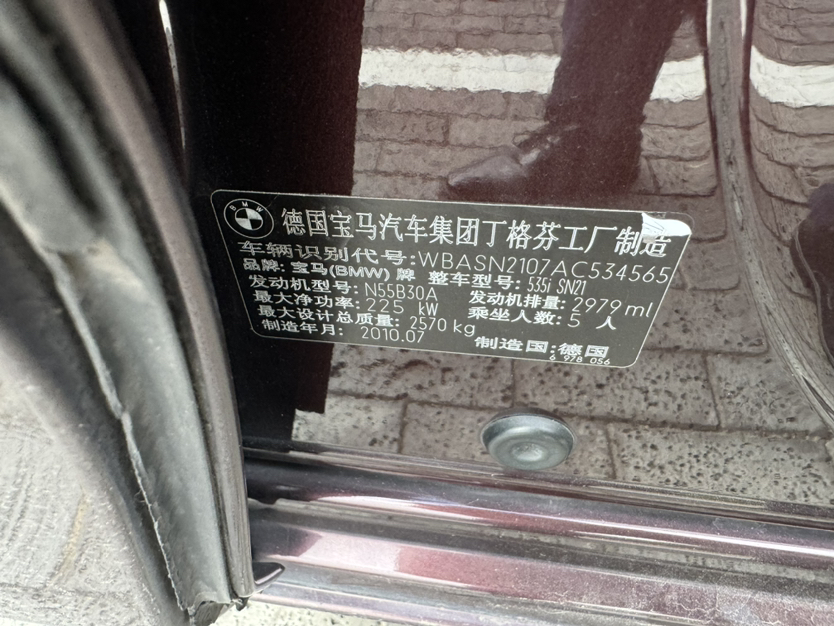 BMW
德国宝马汽车集团丁格芬工厂制造
车辆识别代号:WBASN2107AC534565
品牌: 宝马(BMW) 牌 整车型号: 535i SN21
发动机型号: N55B30A 发动机排量: 2979ml
最大净功率: 225 kW 乘坐人数: 5 人
最大设计总质量: 2570 kg
制造年月: 2010.07 制造国:德国
6 978 056